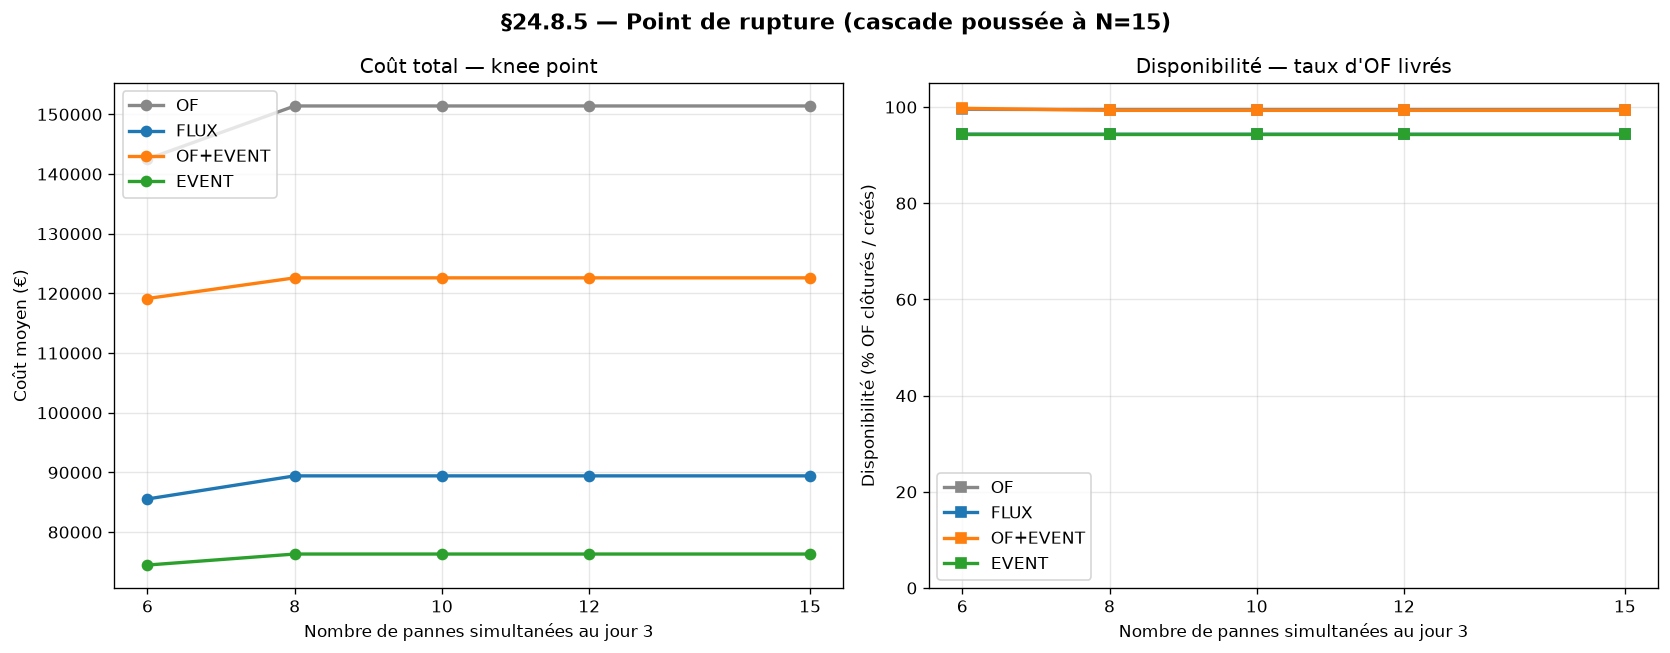 §24.8.5 — Point de rupture (cascade poussée à N=15)
Coût total — knee point
Coût moyen (€)
150000
140000
130000
120000
110000
100000
90000
80000
OF
FLUX
OF+EVENT
EVENT
6
8
10
12
15
Nombre de pannes simultanées au jour 3
Disponibilité — taux d'OF livrés
Disponibilité (% OF clôturés / créés)
100
80
60
40
20
0
OF
FLUX
OF+EVENT
EVENT
6
8
10
12
15
Nombre de pannes simultanées au jour 3